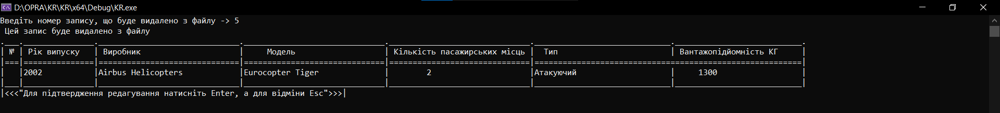 D:\OPRA\KR\KR\x64\Debug\KR.exe
Введіть номер запису, що буде видалено з файлу -> 5
Цей запис буде видалено з файлу
| № | Рік випуску | Виробник | Модель | Кількість пасажирських місць | Тип | Вантажопідйомність КГ |
| |2002 |Airbus Helicopters |Eurocopter Tiger | 2 |Атакуючий | 1300 |
|<<<"Для підтвердження редагування натисніть Enter, а для відміни Esc">>>|